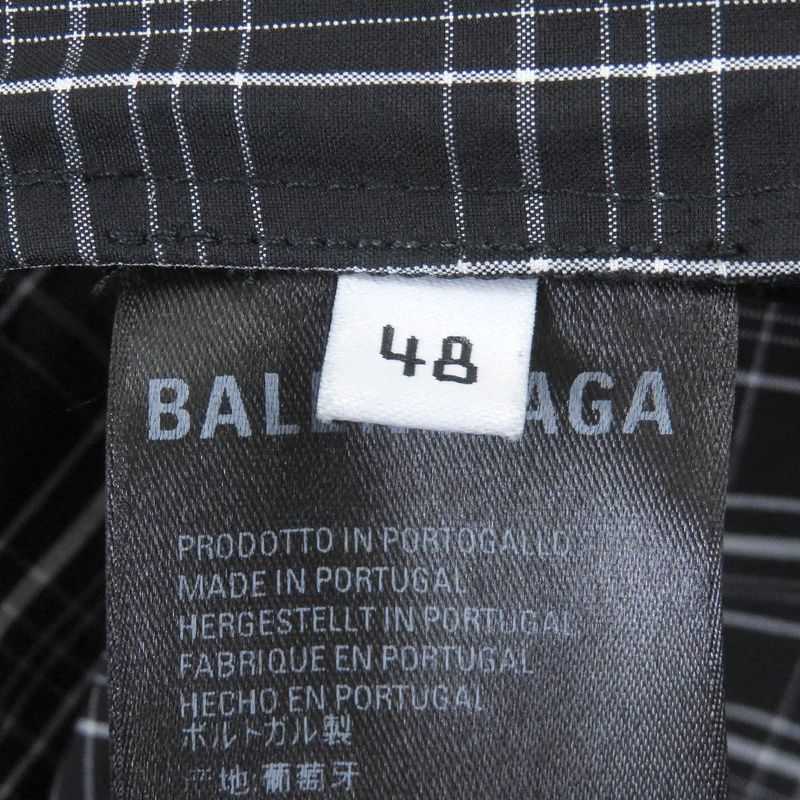 48
BAL AGA
PRODOTTO IN PORTOGALLO
MADE IN PORTUGAL
HERGESTELLT IN PORTUGAL
FABRIQUE EN PORTUGAL
HECHO EN PORTUGAL
ポルトガル製
产地:葡萄牙